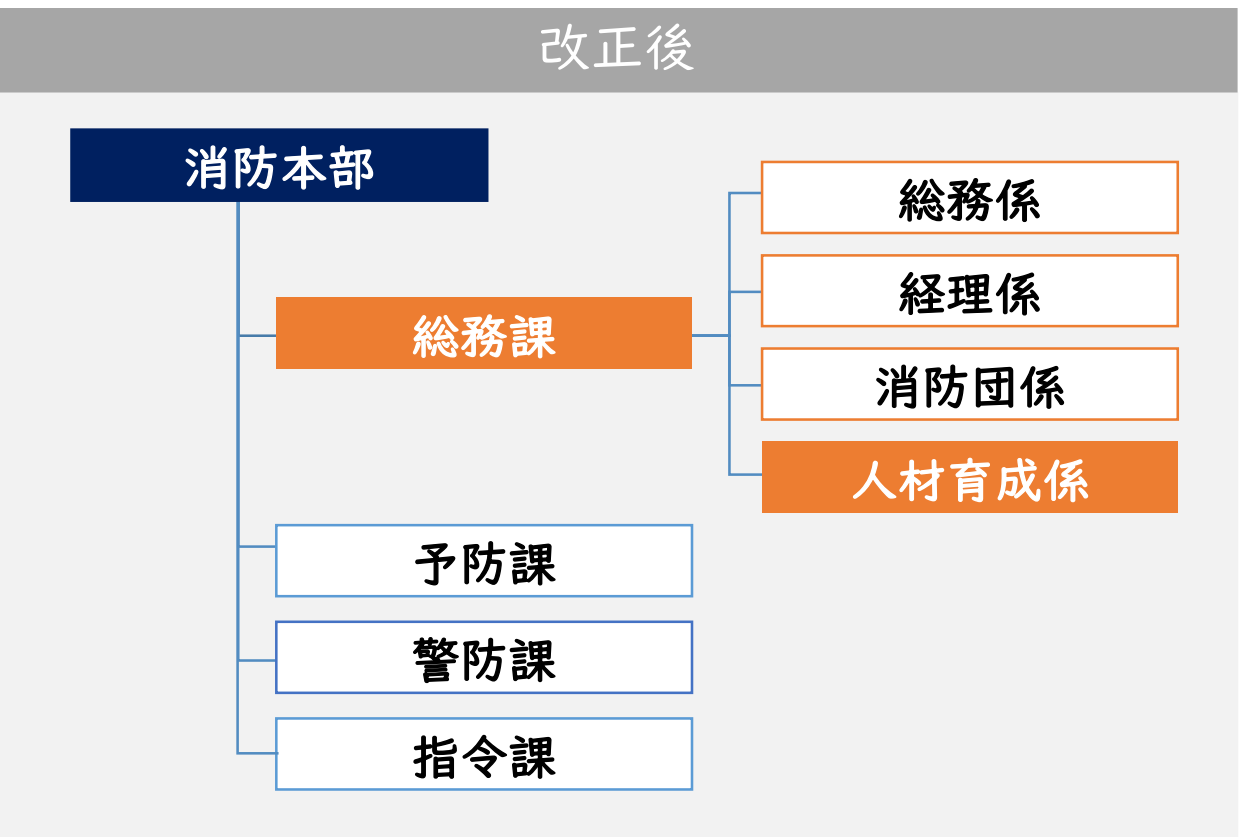 改正後
消防本部
総務課
総務係
経理係
消防団係
人材育成係
予防課
警防課
指令課